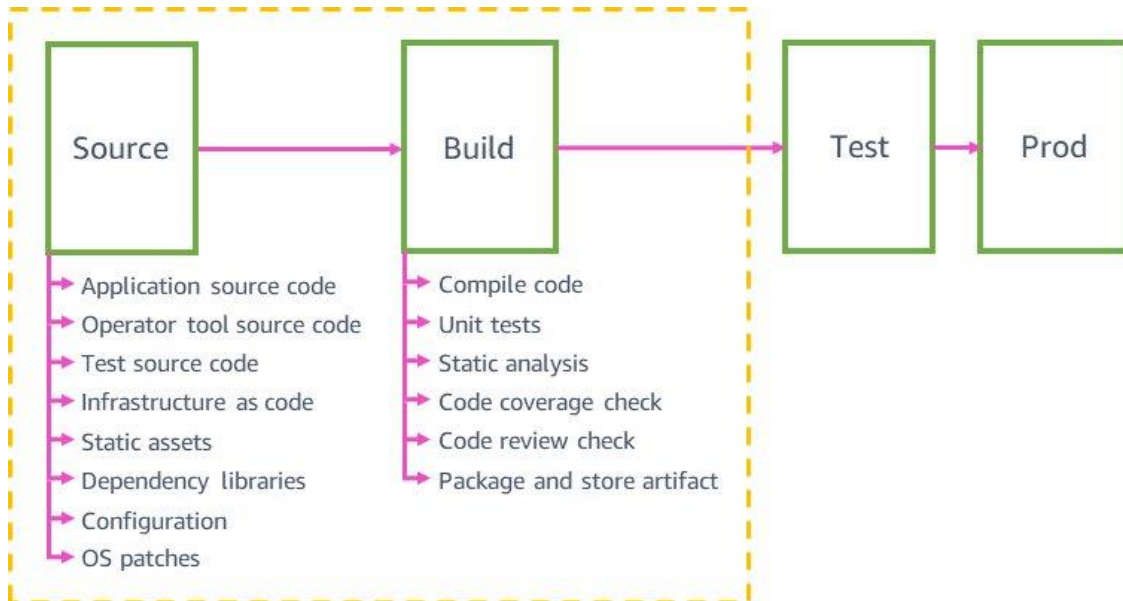 Source
Build
Test
Prod
Application source code
Operator tool source code
Test source code
Infrastructure as code
Static assets
Dependency libraries
Configuration
OS patches
Compile code
Unit tests
Static analysis
Code coverage check
Code review check
Package and store artifact